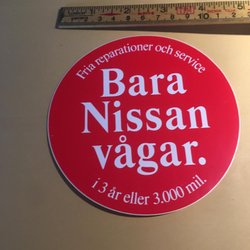 Fria reparationer och service
Bara
Nissan
vågar.
i 3 år eller 3.000 mil.